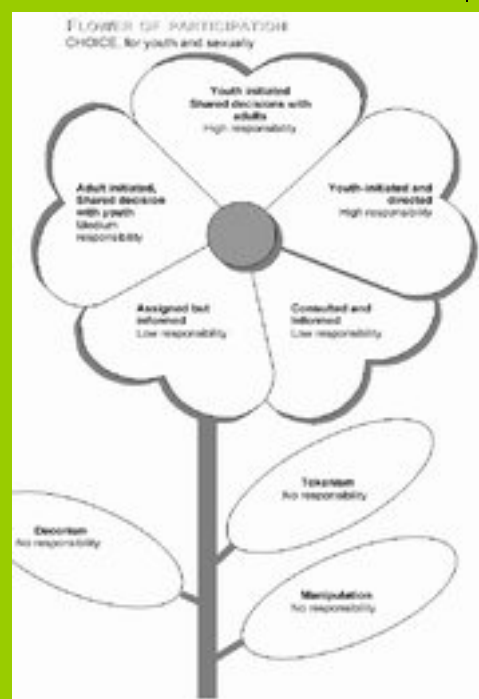 FLOWER OF PARTICIPATION
CHOICE, for youth and sexuality
Youth initiated
Shared decisions with
adults
High responsibility
Adult initiated,
Shared decision
with youth
Medium
responsibility
Youth-initiated and
directed
High responsibility
Assigned but
informed
Low responsibility
Consulted and
Informed
Low responsibility
Tokenism
No responsibility
No responsibility
Manipulation
No responsibility